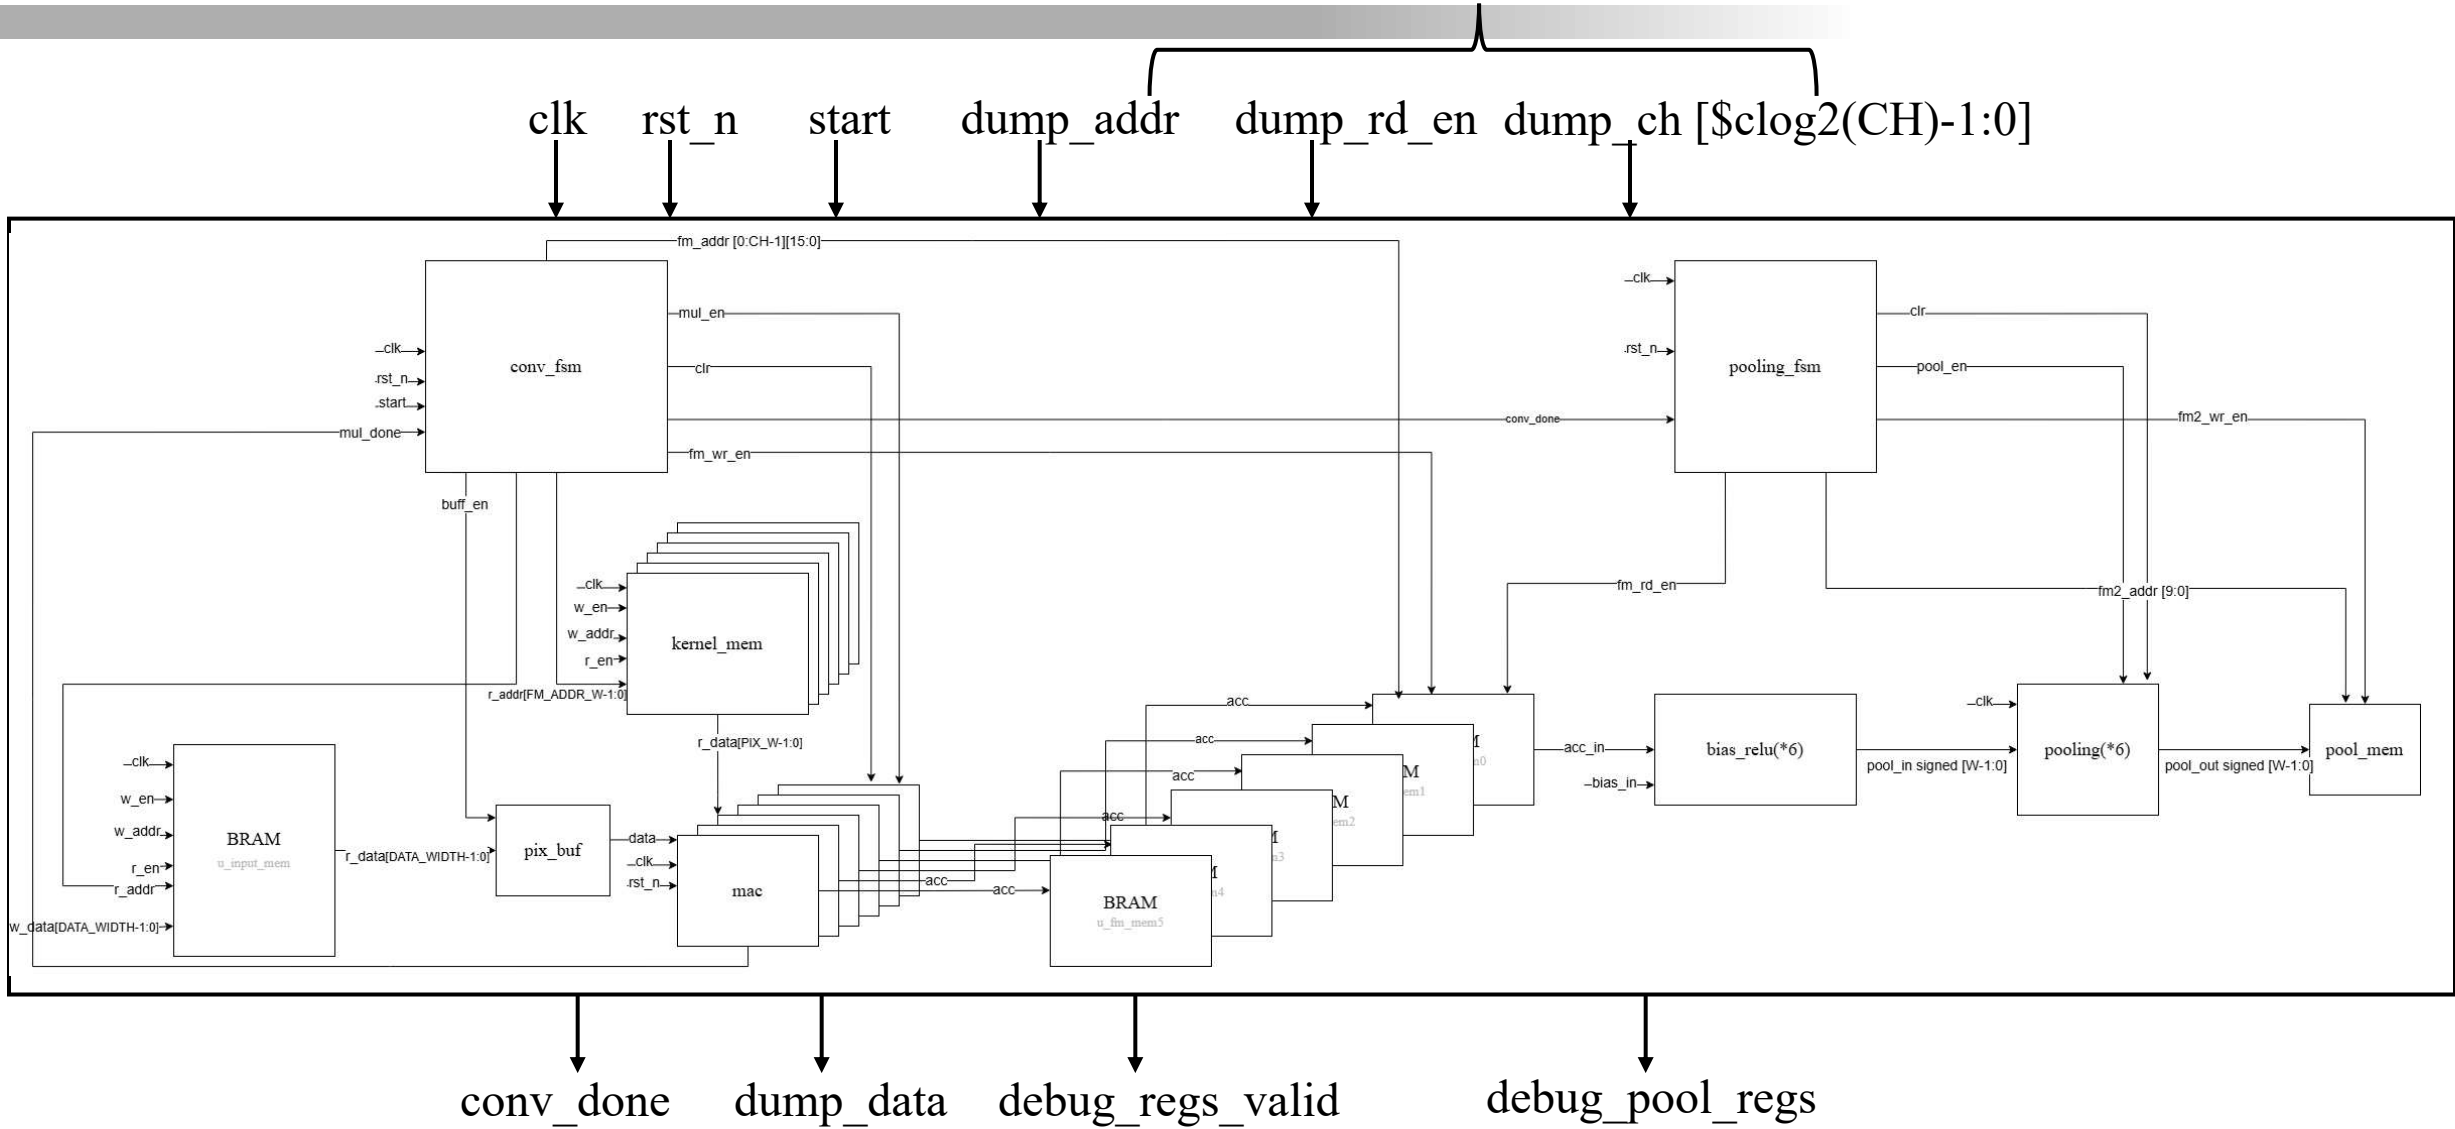 clk rst_n start dump_addr dump_rd_en dump_ch [$clog2(CH)-1:0]
fm_addr [0:CH-1][15:0]
mul_en
clr
conv_done
fm_wr_en
clk
rst_n
start
mul_done
conv_fsm
buff_en
clk
rst_n
pooling_fsm
clr
pool_en
fm2_wr_en
fm_rd_en
fm2_addr [9:0]
clk
w_en
w_addr
r_en
r_addr[FM_ADDR_W-1:0]
kernel_mem
r_data[PIX_W-1:0]
clk
w_en
w_addr
r_en
r_addr
w_data[DATA_WIDTH-1:0]
BRAM
u_input_mem
r_data[DATA_WIDTH-1:0]
pix_buf
data
clk
rst_n
mac
acc
acc
acc
acc
acc
acc
M
n0
M
em1
M
em2
M
n3
M
n4
BRAM
u_fm_mem5
acc_in
bias_in
bias_relu(*6)
pool_in signed [W-1:0]
clk
pooling(*6)
pool_out signed [W-1:0]
pool_mem
conv_done dump_data debug_regs_valid debug_pool_regs